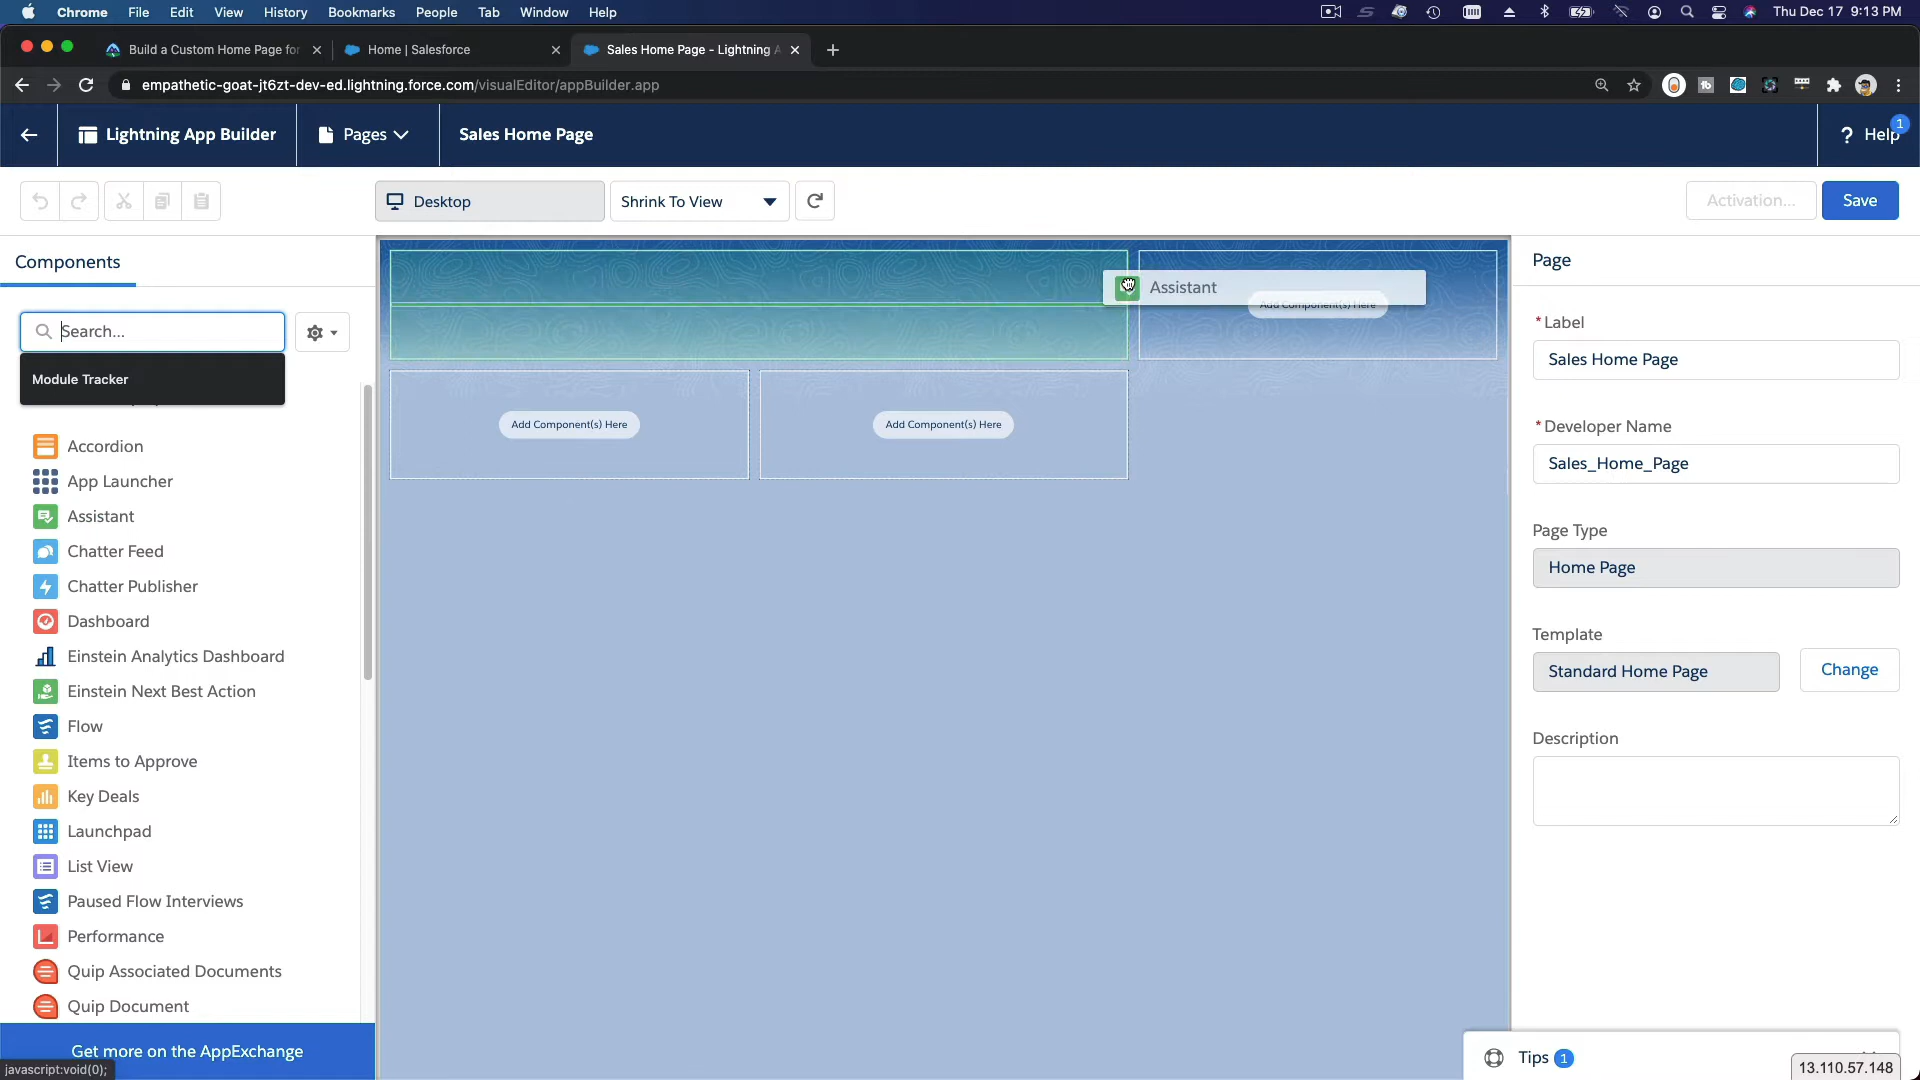 Chrome File Edit View History Bookmarks People Tab Window Help
Thu Dec 17 9:13 PM
Build a Custom Home Page for
Home | Salesforce
Sales Home Page - Lightning A
empathetic-goat-jt6zt-dev-ed.lightning.force.com/visualEditor/appBuilder.app
Lightning App Builder
Pages
Sales Home Page
? Help
1
Desktop
Shrink To View
Activation...
Save
Components
Search...
Module Tracker
Accordion
App Launcher
Assistant
Chatter Feed
Chatter Publisher
Dashboard
Einstein Analytics Dashboard
Einstein Next Best Action
Flow
Items to Approve
Key Deals
Launchpad
List View
Paused Flow Interviews
Performance
Quip Associated Documents
Quip Document
Get more on the AppExchange
javascript:void(0);
Assistant
Add Component(s) Here
Add Component(s) Here
Add Component(s) Here
Page
*Label
Sales Home Page
*Developer Name
Sales_Home_Page
Page Type
Home Page
Template
Standard Home Page
Change
Description
Tips 1
13.110.57.148